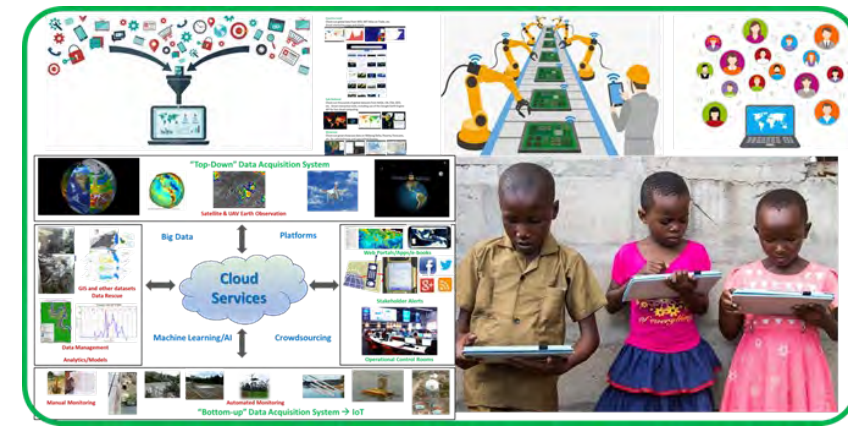 "Top-Down" Data Acquisition System
Satellite & UAV Earth Observation
Big Data
Platforms
Web Portals/Apps/e-Books
GIS and other datasets
Data Rescue
Cloud
Services
Stakeholder Alerts
Data Management
Analytics/Models
Machine Learning/AI
Crowdsourcing
Operational Control Rooms
Manual Monitoring
Automated Monitoring
"Bottom-up" Data Acquisition System → IoT